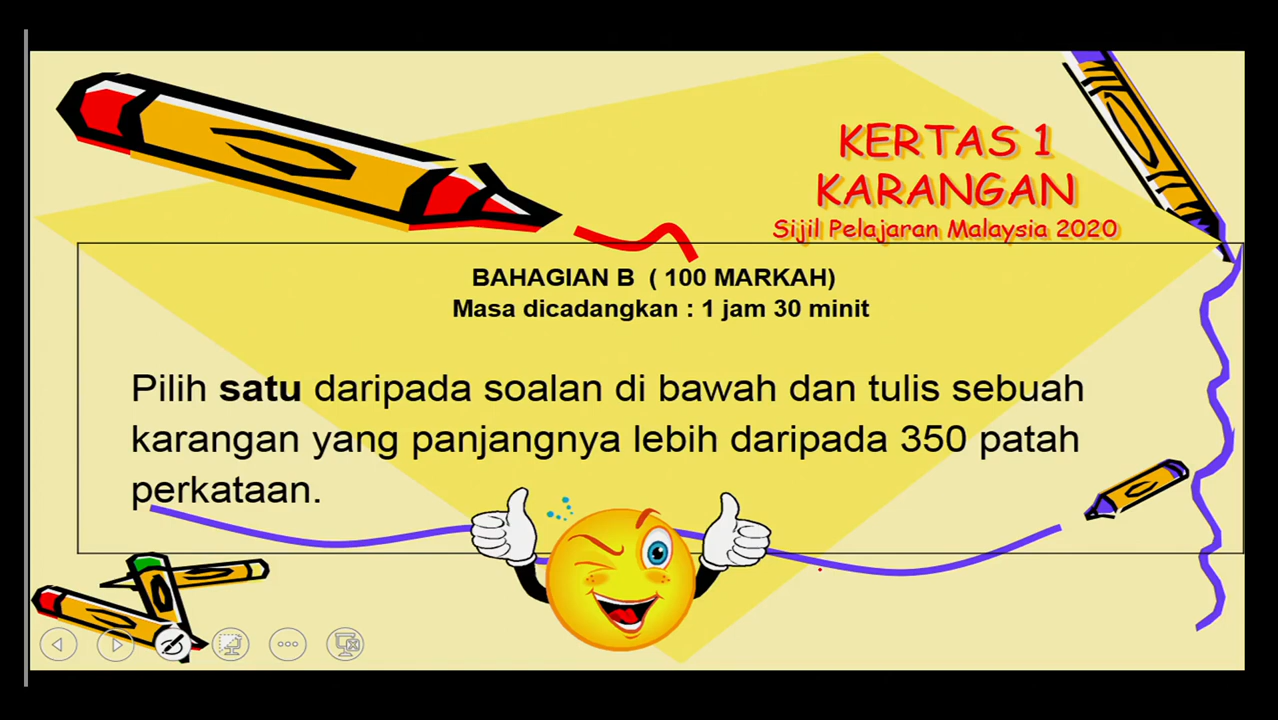 KERTAS 1
KARANGAN
Sijil Pelajaran Malaysia 2020
BAHAGIAN B ( 100 MARKAH)
Masa dicadangkan : 1 jam 30 minit
Pilih satu daripada soalan di bawah dan tulis sebuah
karangan yang panjangnya lebih daripada 350 patah
perkataan.